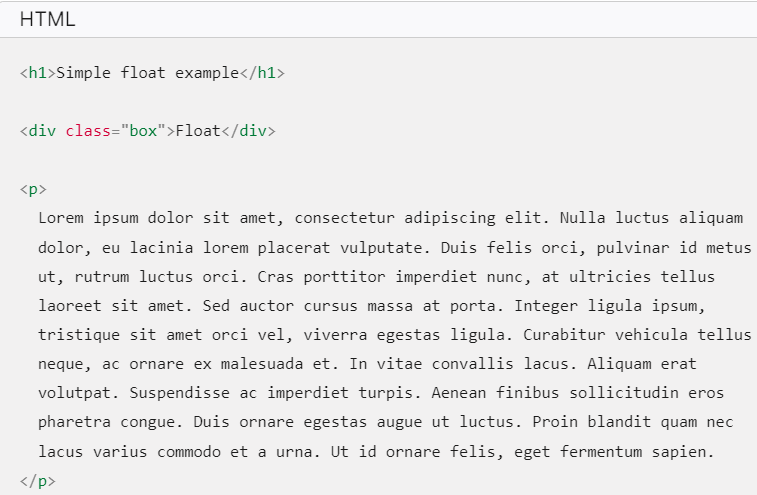 HTML
<h1>Simple float example</h1>
<div class="box">Float</div>
<p>
Lorem ipsum dolor sit amet, consectetur adipiscing elit. Nulla luctus aliquam
dolor, eu lacinia lorem placerat vulputate. Duis felis orci, pulvinar id metus
ut, rutrum luctus orci. Cras porttitor imperdiet nunc, at ultricies tellus
laoreet sit amet. Sed auctor cursus massa at porta. Integer ligula ipsum,
tristique sit amet orci vel, viverra egestas ligula. Curabitur vehicula tellus
neque, ac ornare ex malesuada et. In vitae convallis lacus. Aliquam erat
volutpat. Suspendisse ac imperdiet turpis. Aenean finibus sollicitudin eros
pharetra congue. Duis ornare egestas augue ut luctus. Proin blandit quam nec
lacus varius commodo et a urna. Ut id ornare felis, eget fermentum sapien.
</p>